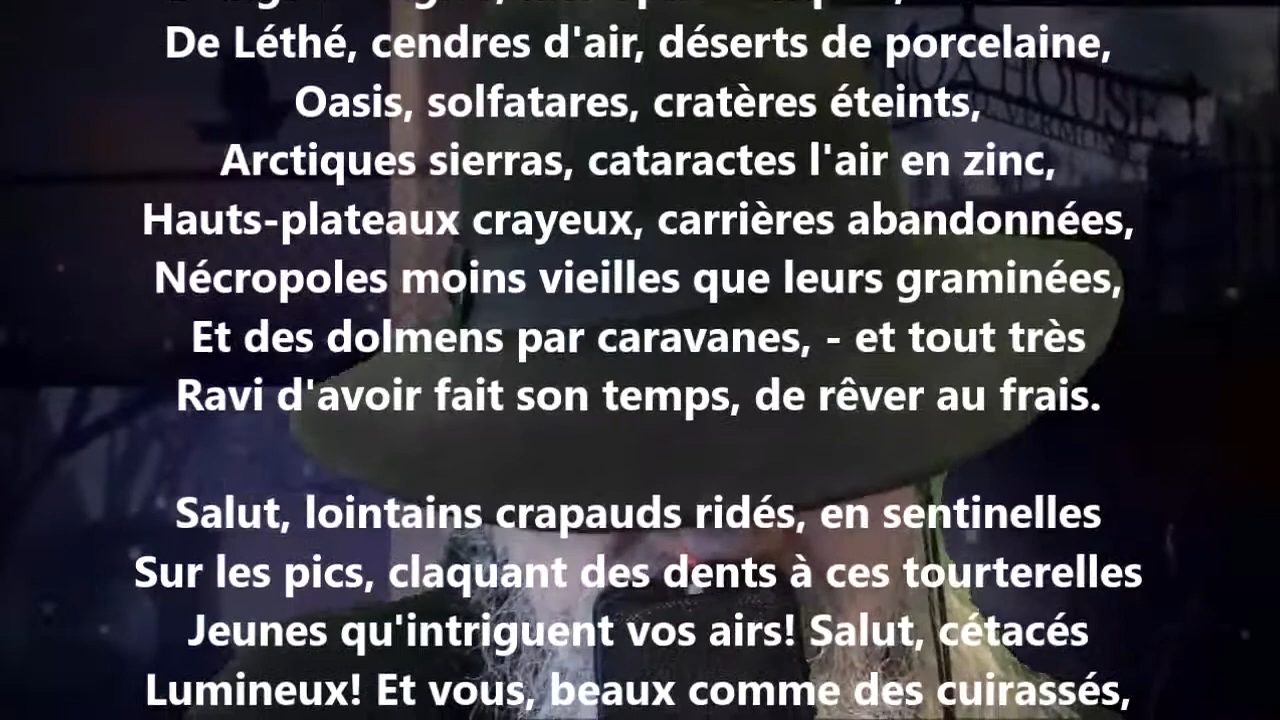 De Léthé, cendres d'air, déserts de porcelaine,
Oasis, solfatares, cratères éteints,
Arctiques sierras, cataractes l'air en zinc,
Hauts-plateaux crayeux, carrières abandonnées,
Nécropoles moins vieilles que leurs graminées,
Et des dolmens par caravanes, - et tout très
Ravi d'avoir fait son temps, de rêver au frais.
Salut, lointains crapauds ridés, en sentinelles
Sur les pics, claquant des dents à ces tourterelles
Jeunes qu'intriguent vos airs! Salut, cétacés
Lumineux! Et vous, beaux comme des cuirassés,
HOUSE